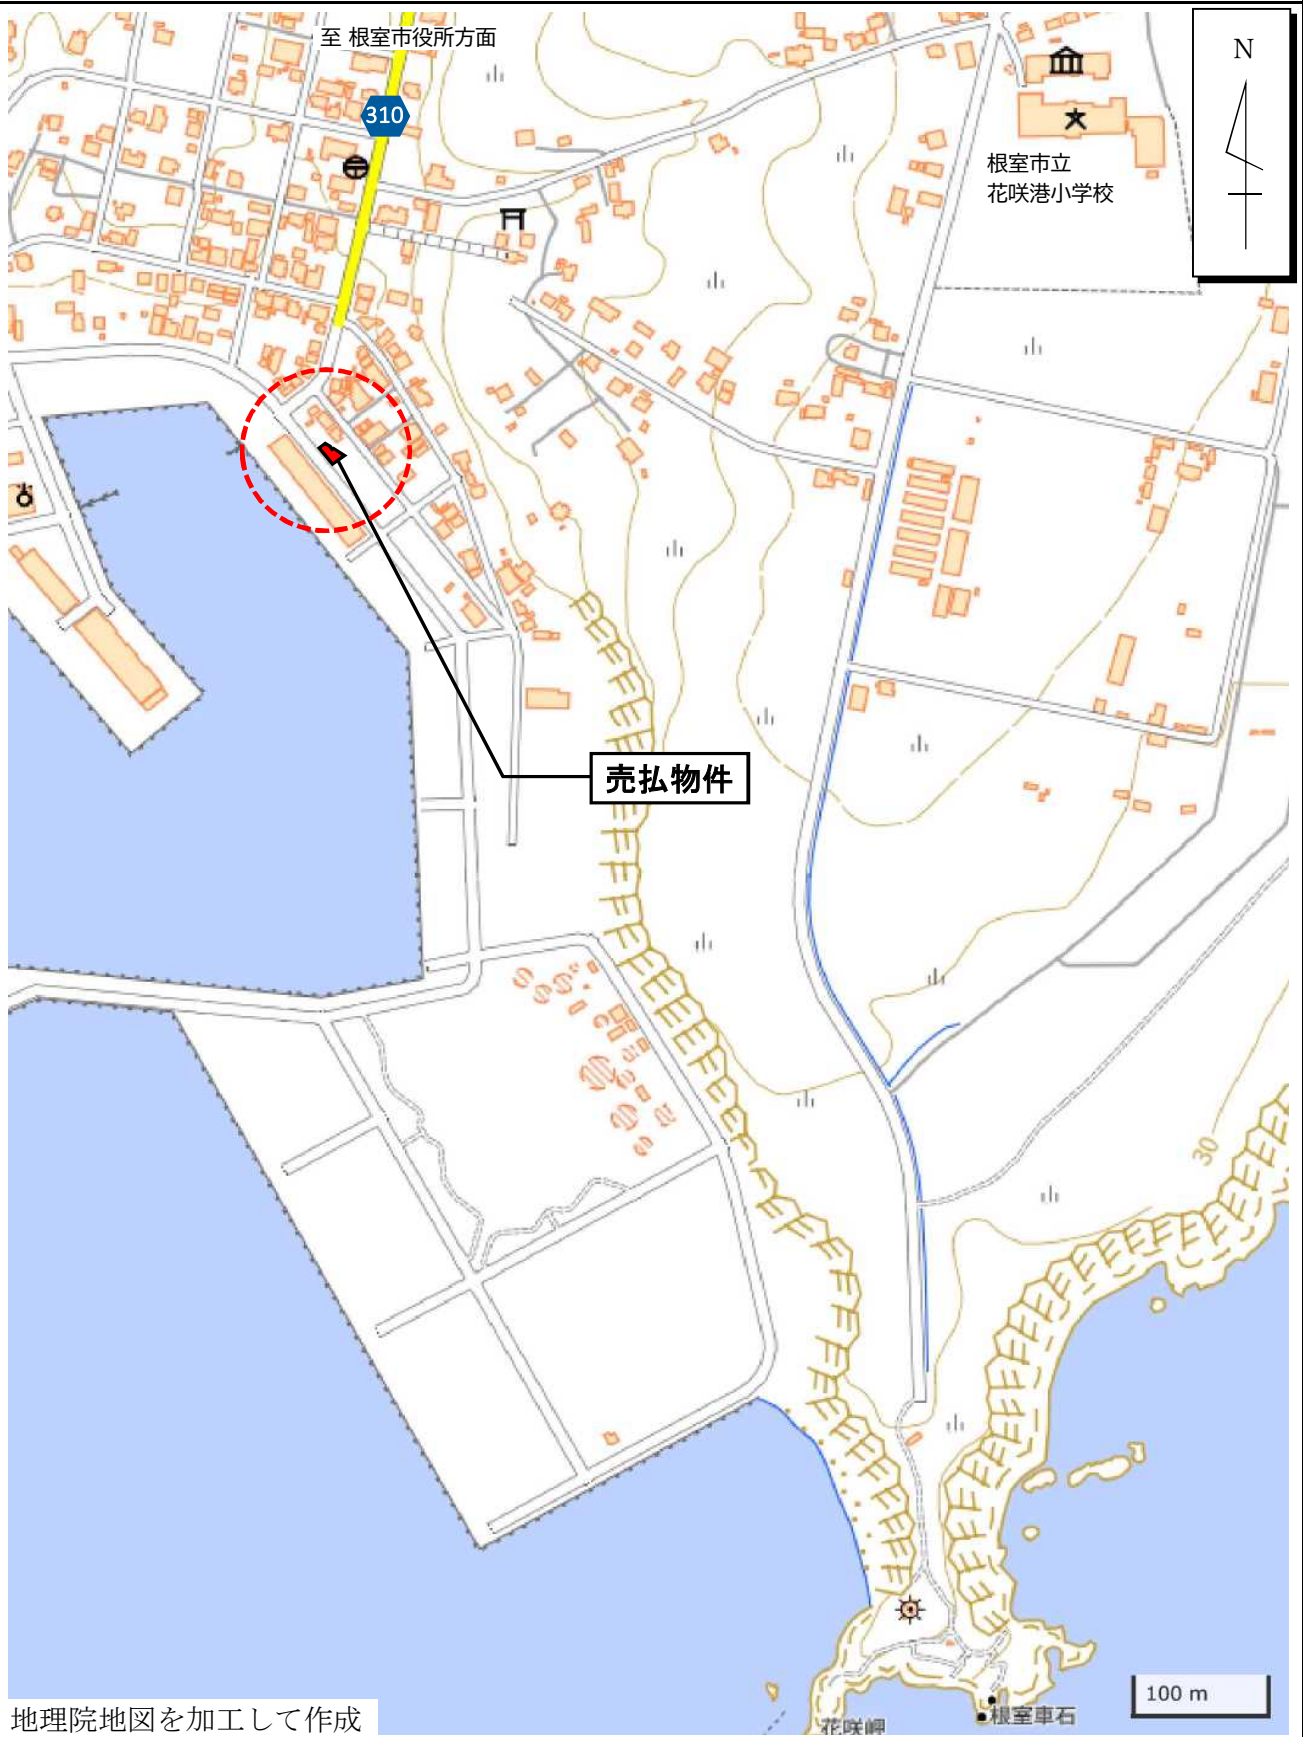 至 根室市役所方面
N
310
根室市立
花咲港小学校
売払物件
30
100 m
根室車石
花咲岬
地理院地図を加工して作成